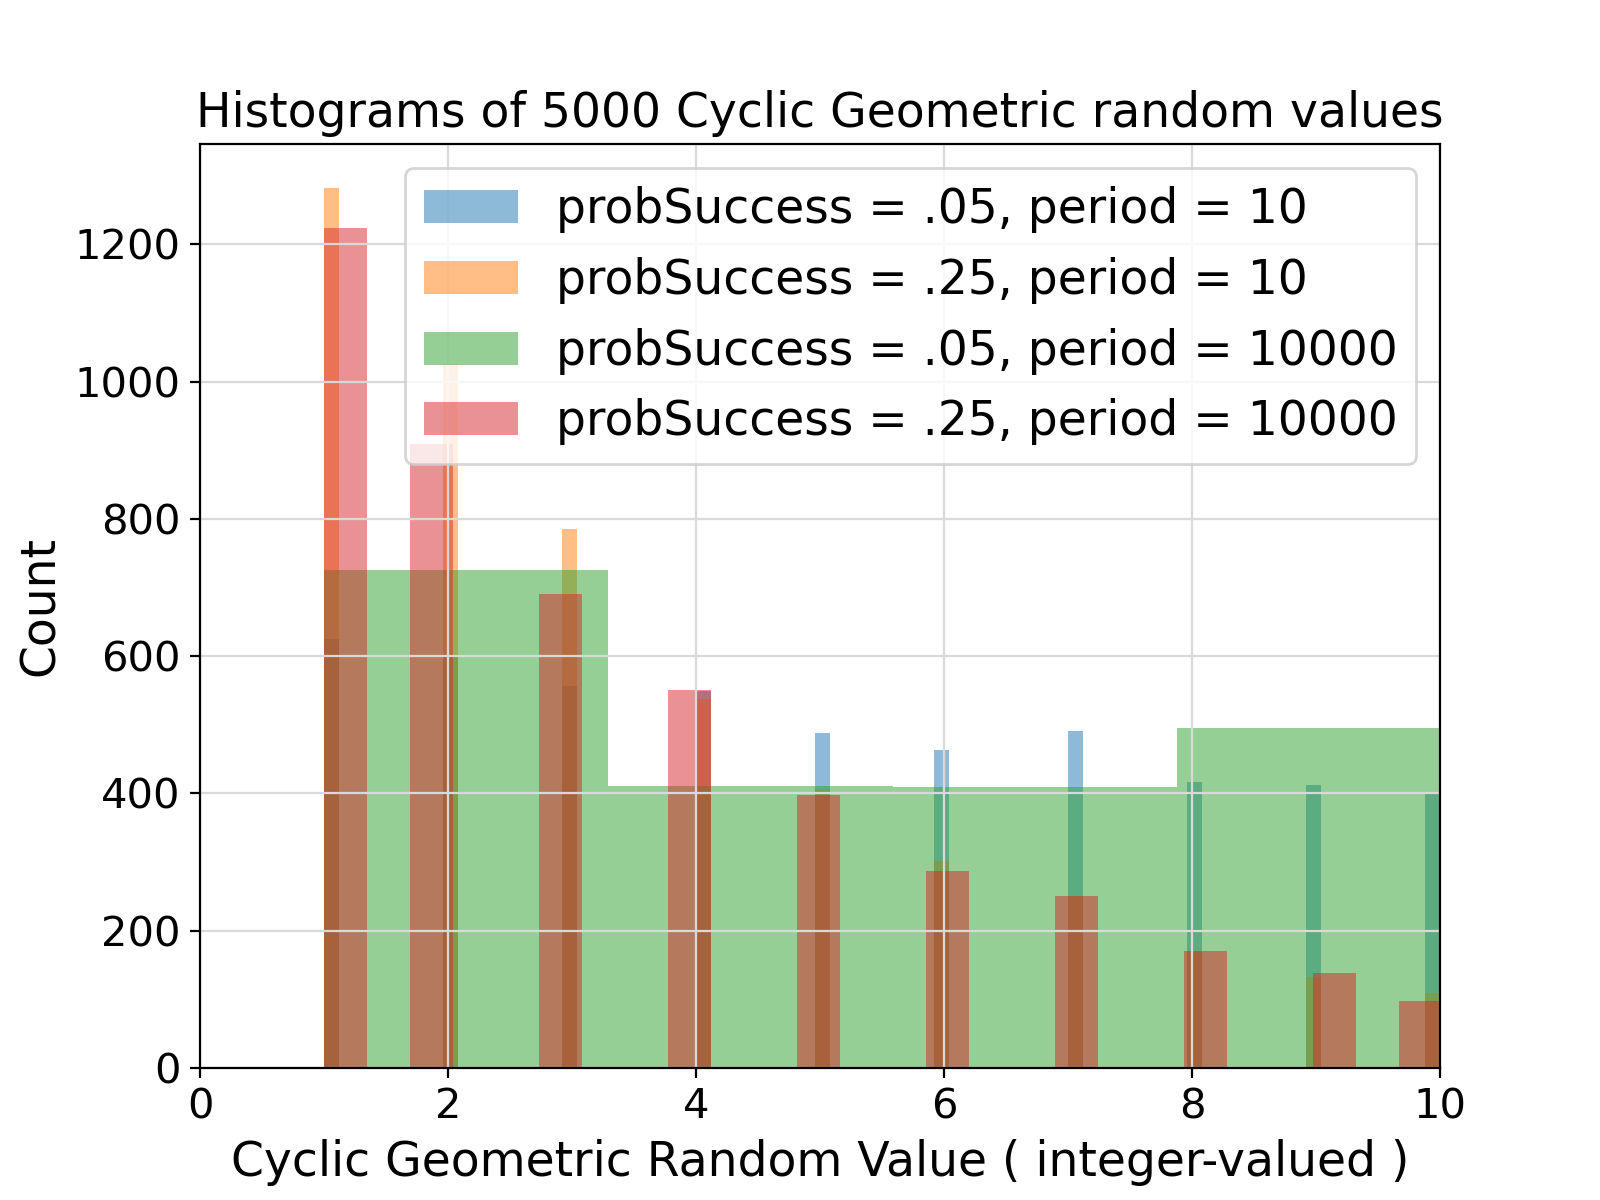 Histograms of 5000 Cyclic Geometric random values
probSuccess = .05, period = 10
probSuccess = .25, period = 10
probSuccess = .05, period = 10000
probSuccess = .25, period = 10000
1200
1000
800
600
400
200
0
Count
0 2 4 6 8 10
Cyclic Geometric Random Value ( integer-valued )